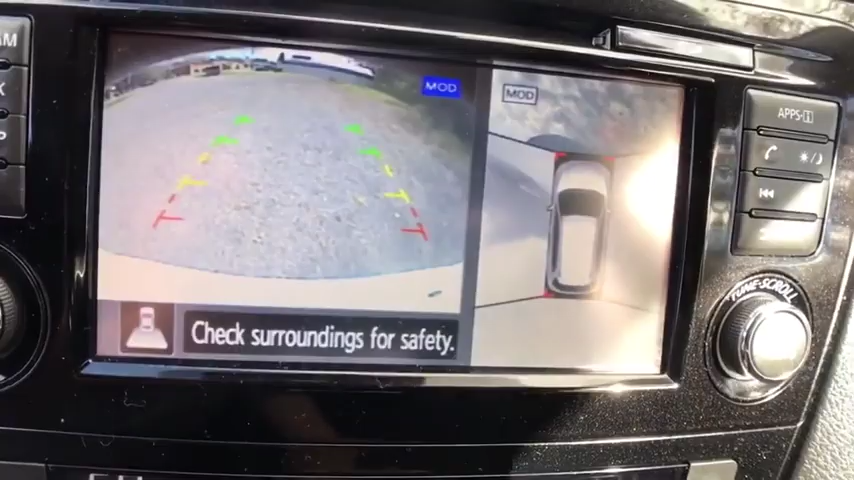 MOD
MOD
APPS·i
Check surroundings for safety.
TUNE·SCROLL